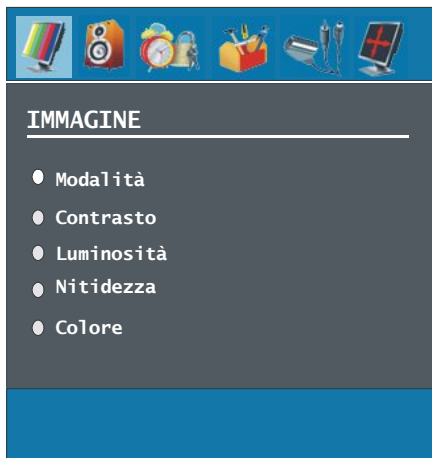 IMMAGINE
Modalità
Contrasto
Luminosità
Nitidezza
Colore